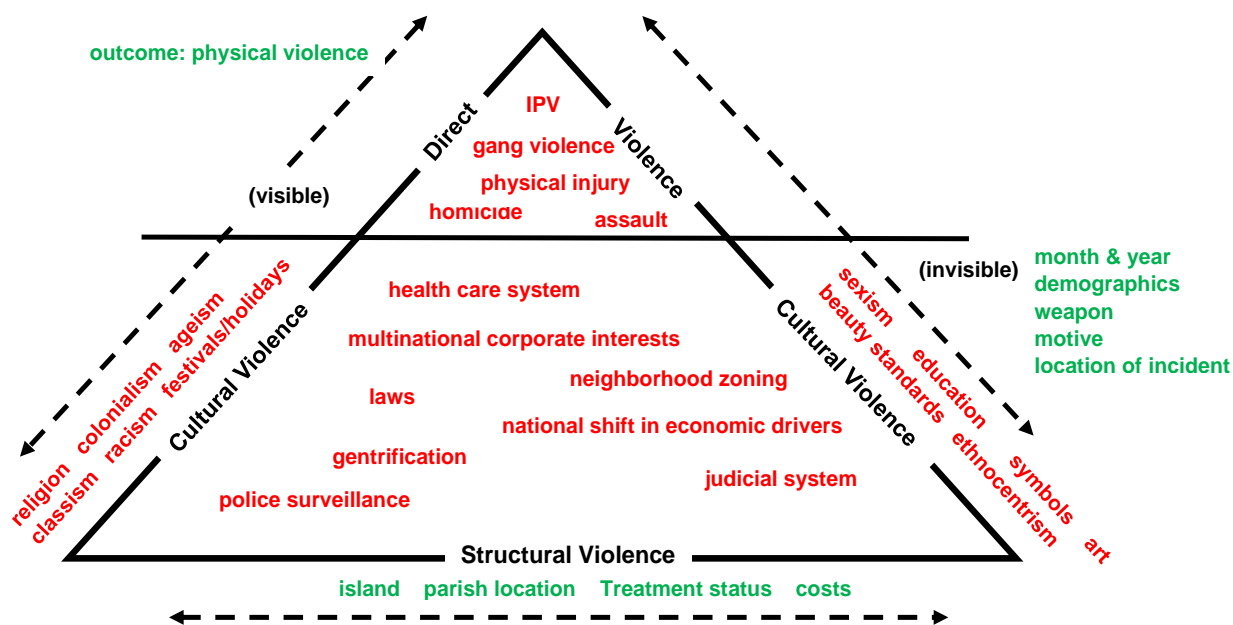 outcome: physical violence
IPV
Direct
Violence
gang violence
physical injury
(visible)
homicide
assault
month & year
(invisible)
demographics
weapon
motive
location of incident
health care system
multinational corporate interests
neighborhood zoning
laws
national shift in economic drivers
gentrification
judicial system
police surveillance
Cultural Violence
religion colonialism ageism
classism racism festivals/holidays
Cultural Violence
sexism education symbols art
beauty standards ethnocentrism
Structural Violence
island parish location Treatment status costs